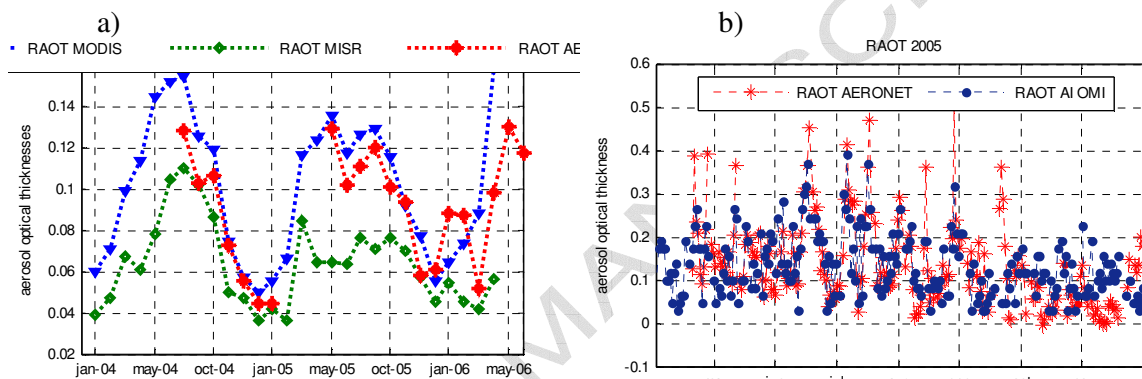 a)
RAOT MODIS RAOT MISR RAOT AE
aerosol optical thicknesses
0.14
0.12
0.1
0.08
0.06
0.04
0.02
jan-04 may-04 oct-04 jan-05 may-05 oct-05 jan-06 may-06
b)
RAOT 2005
RAOT AERONET RAOT AI OMI
aerosol optical thickness
0.6
0.5
0.4
0.3
0.2
0.1
0
-0.1